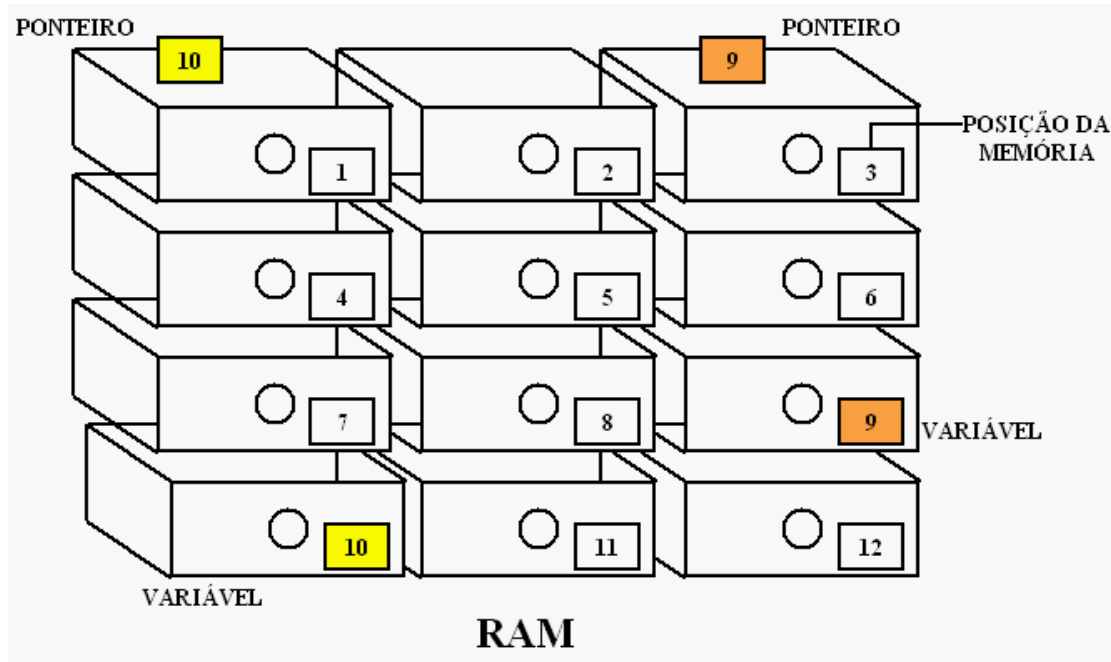 PONTEIRO
10
9
PONTEIRO
1
2
3
POSIÇÃO DA
MEMÓRIA
4
5
6
7
8
9
VARIÁVEL
10
11
12
VARIÁVEL
RAM